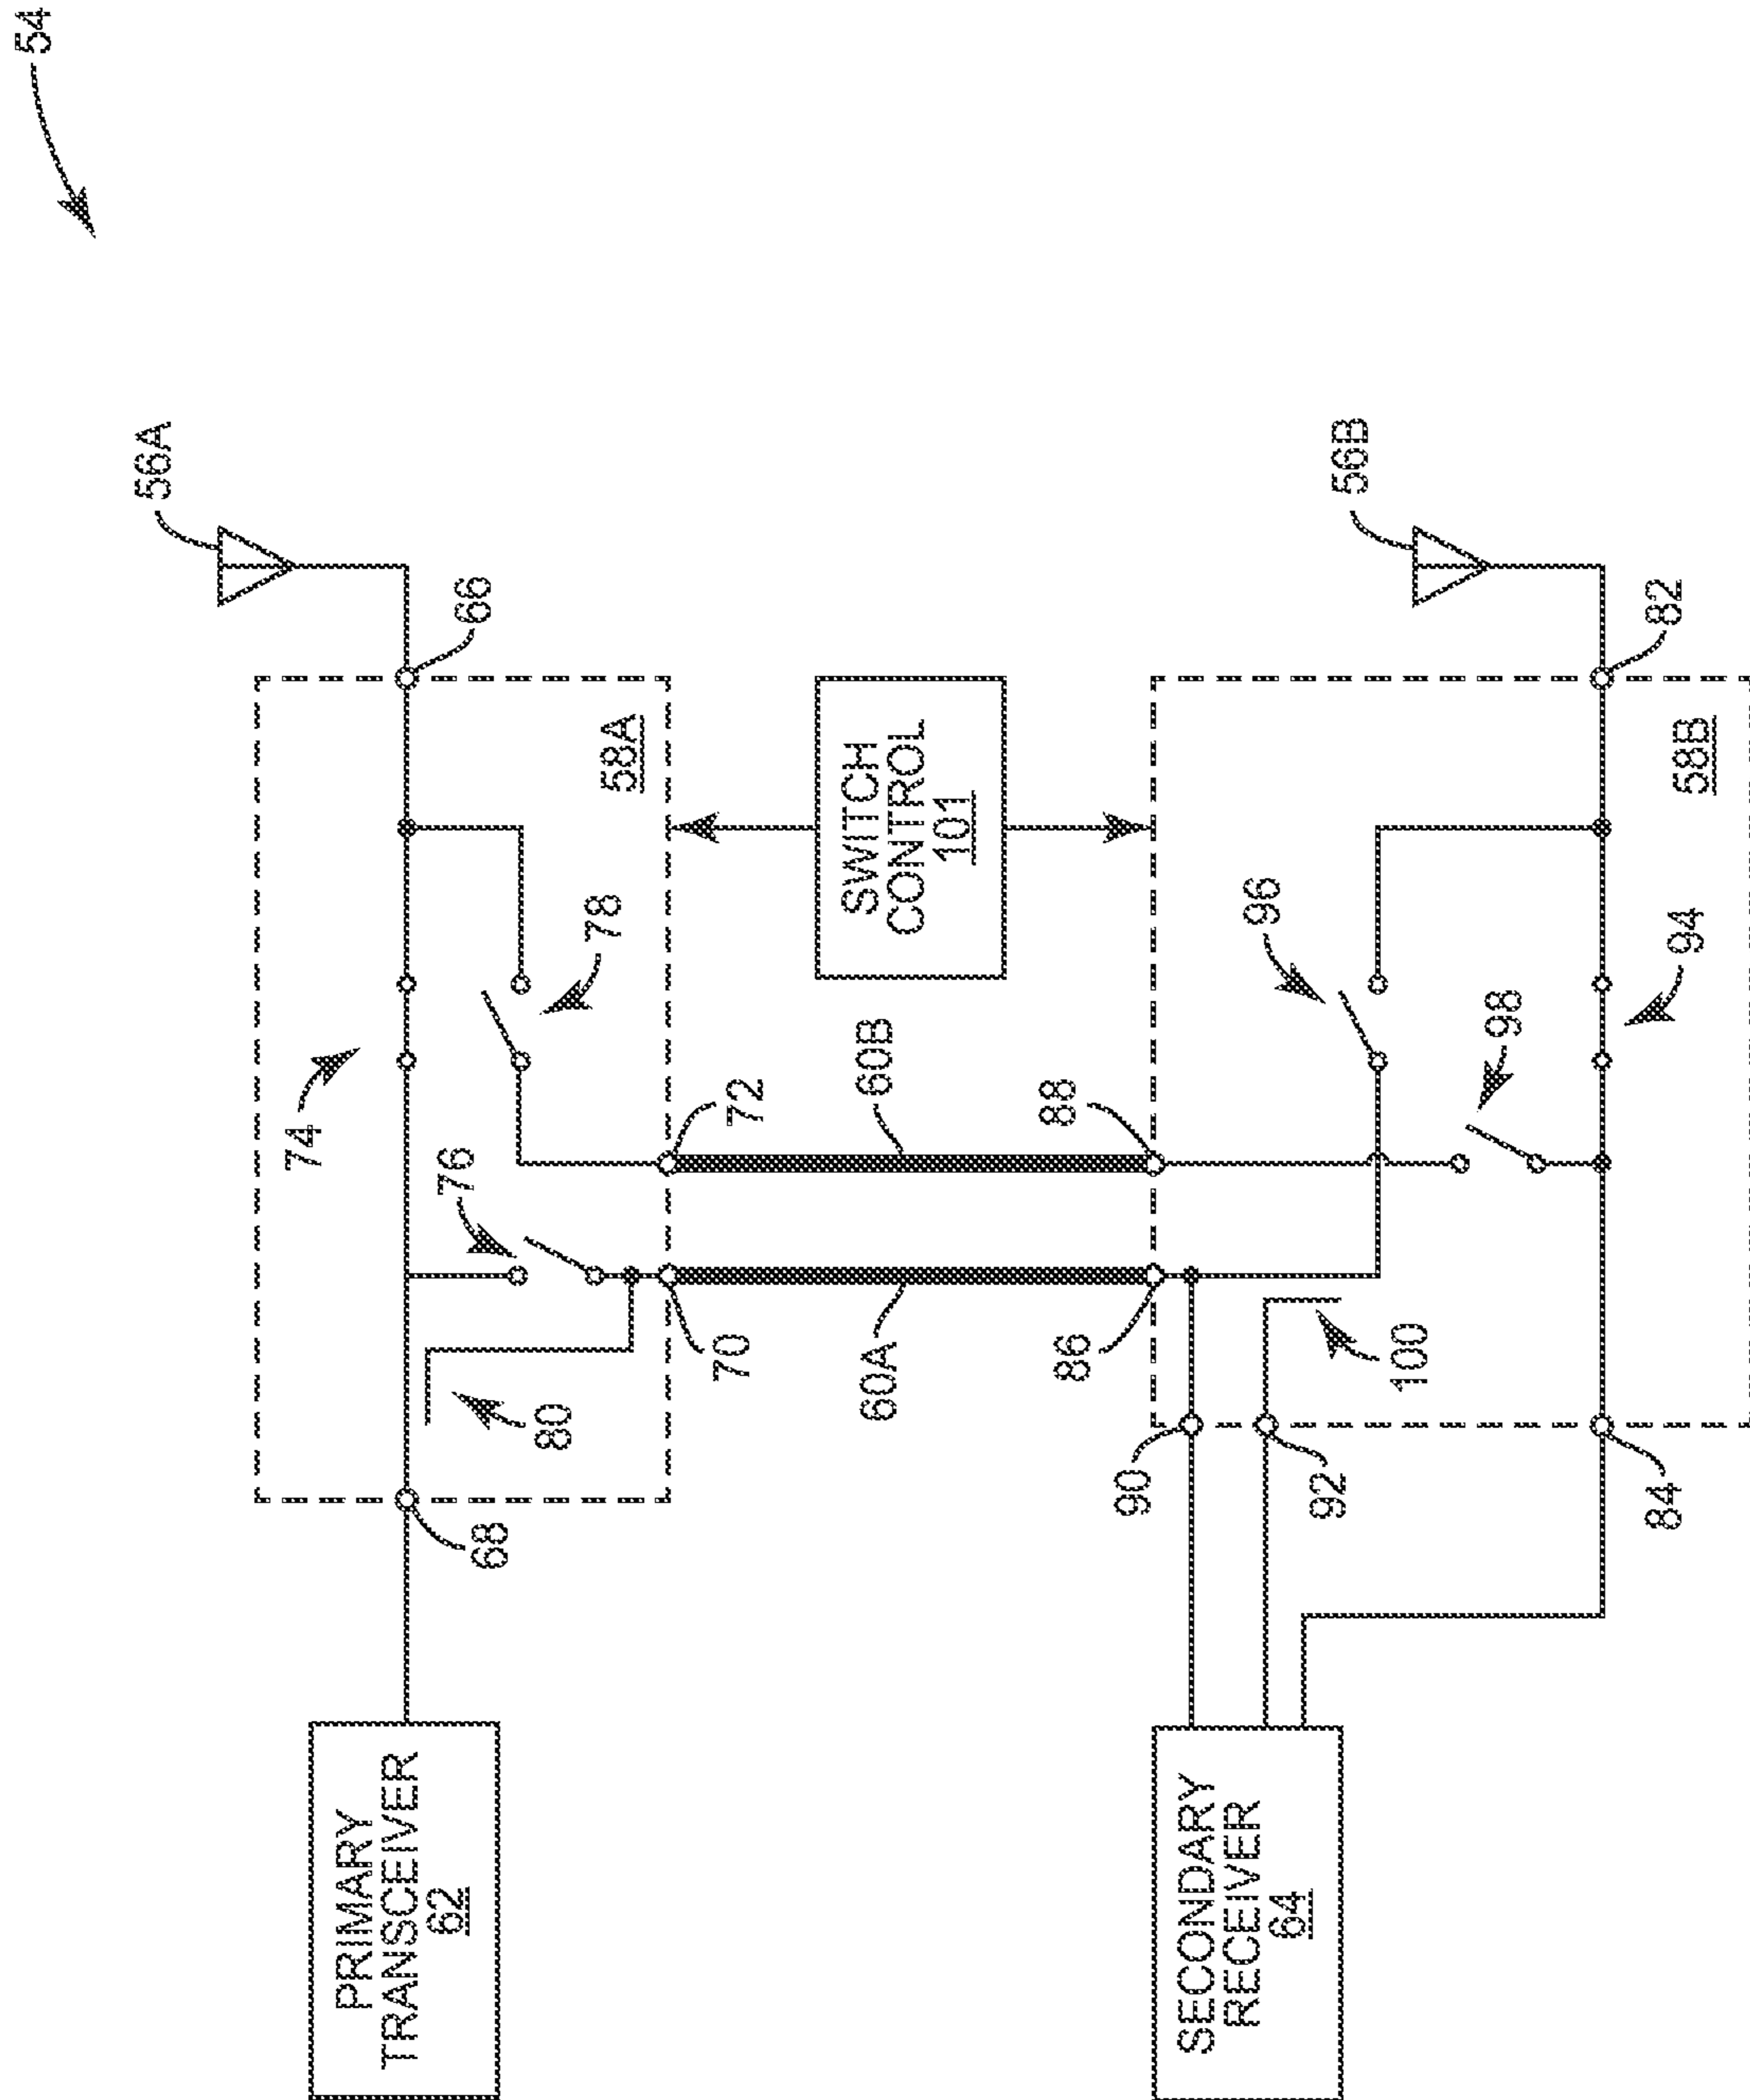 54
56A
66
74
78
76
80
68
58A
72
70
60B
60A
PRIMARY
TRANSCEIVER
62
SWITCH
CONTROL
101
88
86
90
92
100
96
98
94
84
58B
82
56B
SECONDARY
RECEIVER
64